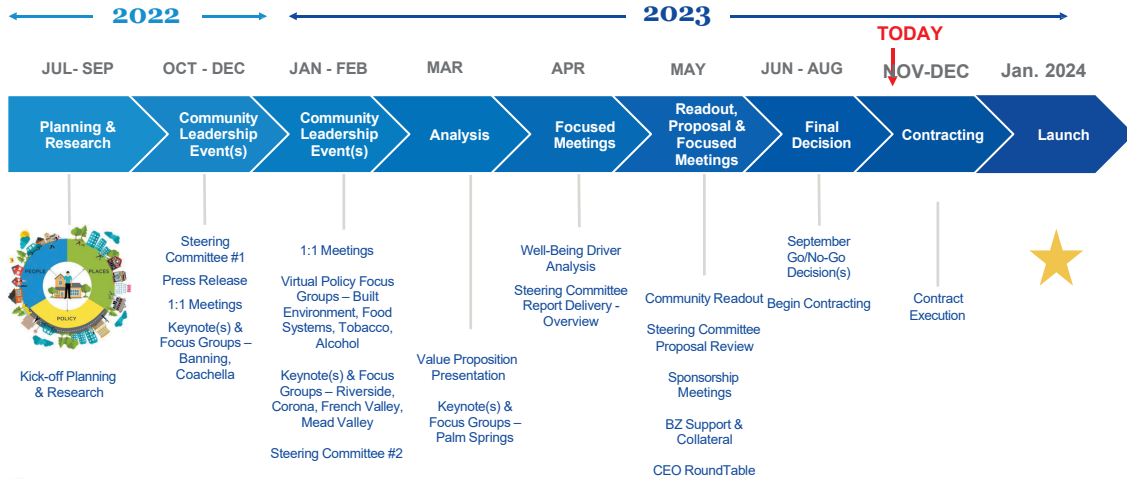 2022
2023
TODAY
JUL- SEP
OCT - DEC
JAN - FEB
MAR
APR
MAY
JUN - AUG
NOV-DEC
Jan. 2024
Planning &
Research
Community
Leadership
Event(s)
Community
Leadership
Event(s)
Analysis
Focused
Meetings
Readout,
Proposal &
Focused
Meetings
Final
Decision
Contracting
Launch
PEOPLE
PLACES
POLICY
Kick-off Planning
& Research
Steering
Committee #1
Press Release
1:1 Meetings
Keynote(s) &
Focus Groups –
Banning,
Coachella
1:1 Meetings
Virtual Policy Focus
Groups – Built
Environment, Food
Systems, Tobacco,
Alcohol
Keynote(s) & Focus
Groups – Riverside,
Corona, French Valley,
Mead Valley
Steering Committee #2
Value Proposition
Presentation
Keynote(s) &
Focus Groups –
Palm Springs
Well-Being Driver
Analysis
Steering Committee
Report Delivery -
Overview
Community Readout
Steering Committee
Proposal Review
Sponsorship
Meetings
BZ Support &
Collateral
CEO RoundTable
September
Go/No-Go
Decision(s)
Begin Contracting
Contract
Execution